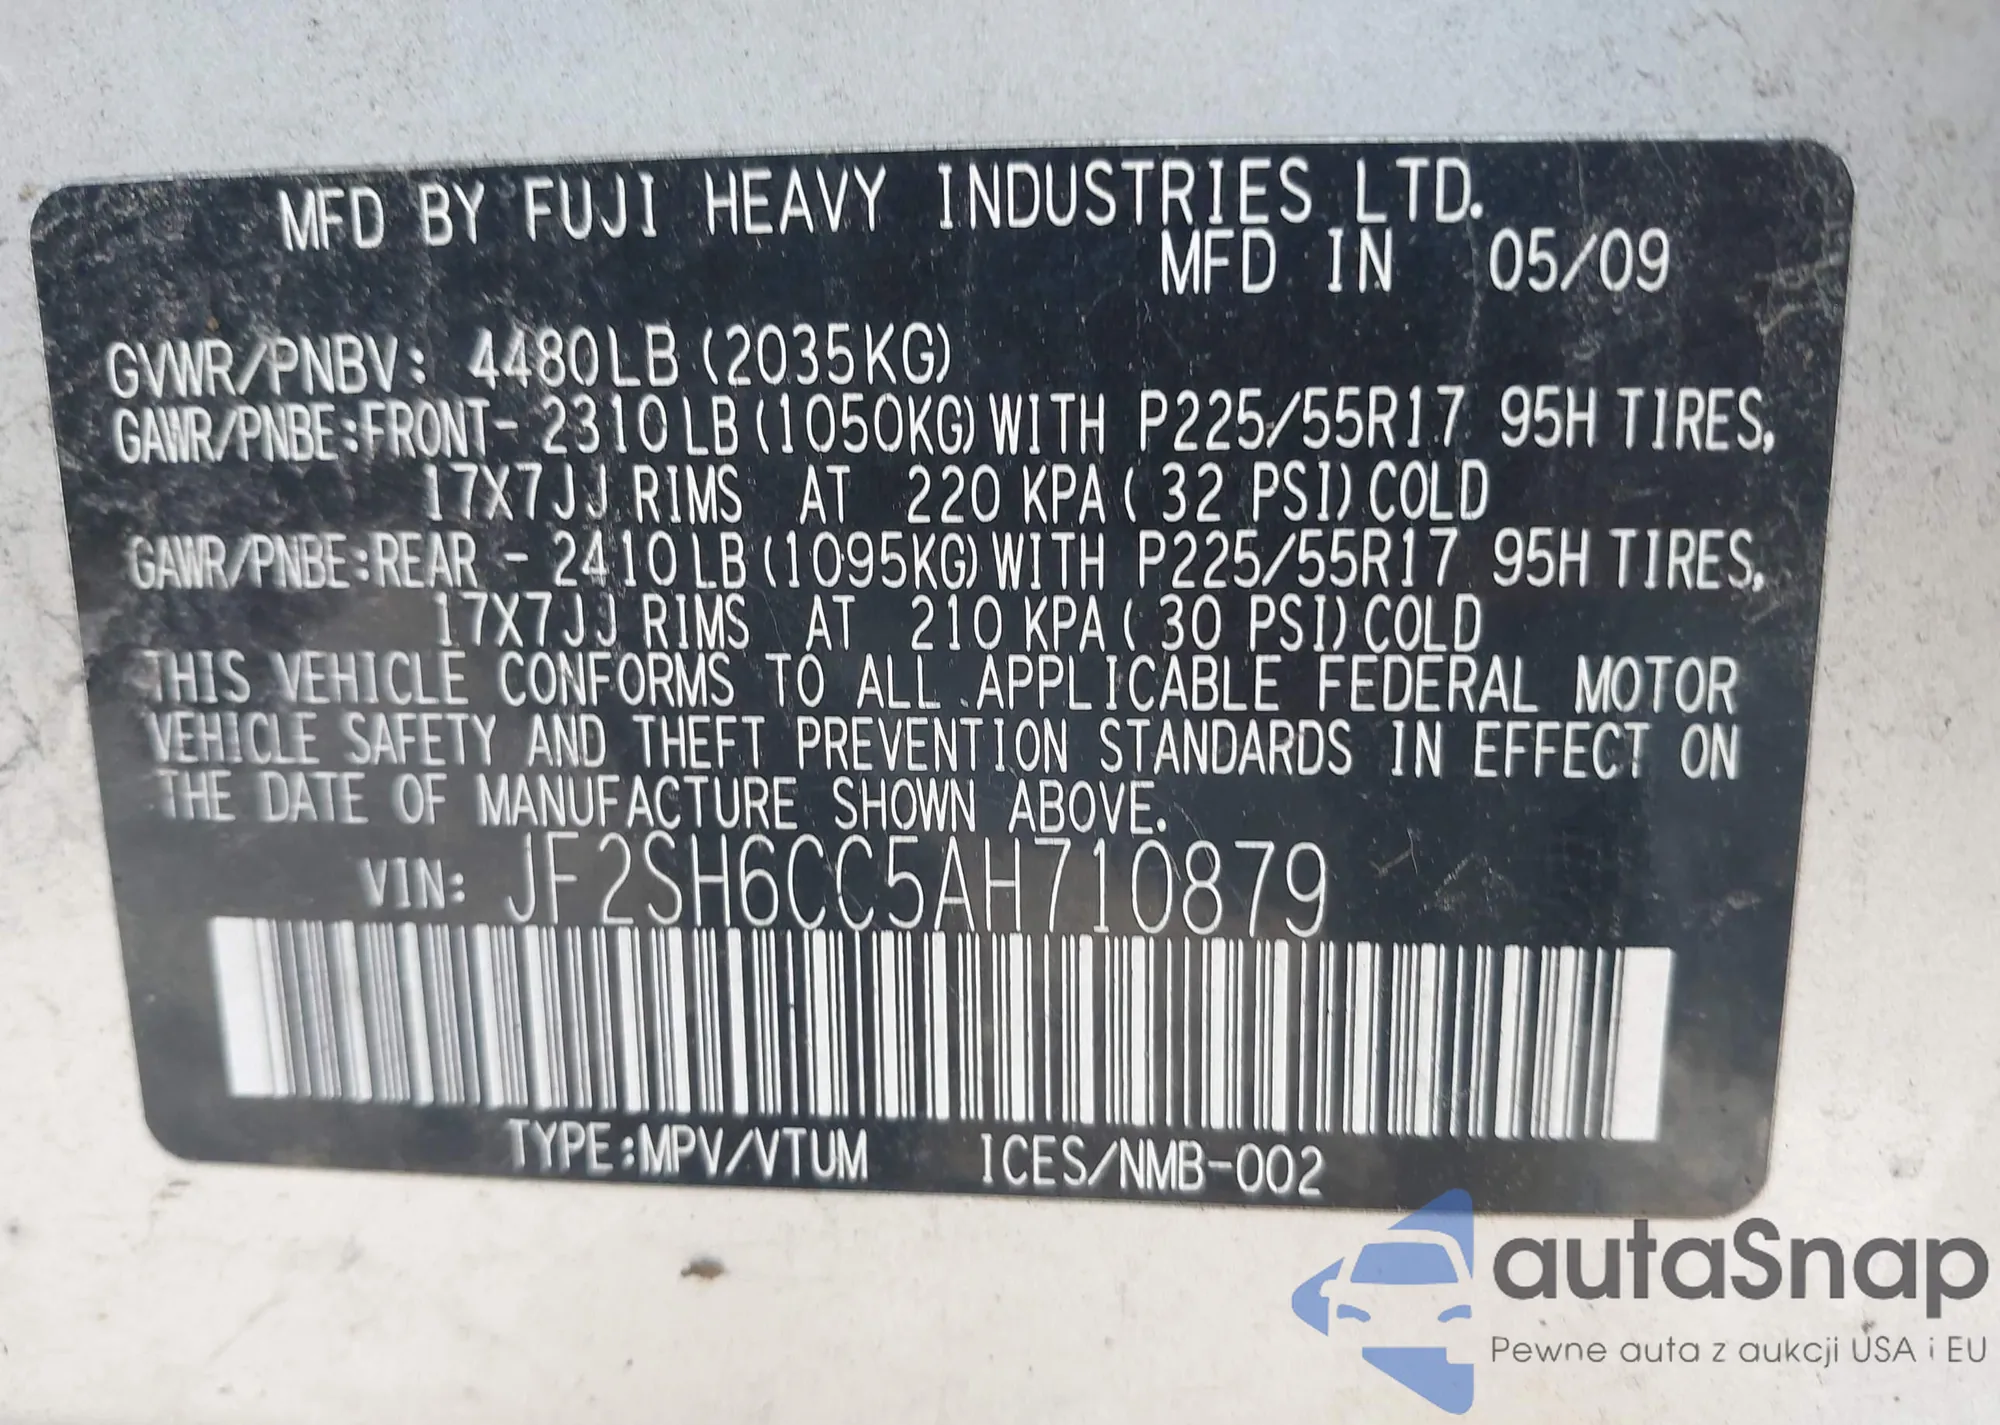 MFD BY FUJI HEAVY INDUSTRIES LTD.
MFD IN 05/09
GVWR/PNBV: 4480LB (2035KG)
GAWR/PNBE:FRONT- 2310LB (1050KG) WITH P225/55R17 95H TIRES,
17X7JJ RIMS AT 220 KPA ( 32 PSI) COLD
GAWR/PNBE:REAR - 2410LB (1095KG) WITH P225/55R17 95H TIRES,
17X7JJ RIMS AT 210 KPA ( 30 PSI) COLD
THIS VEHICLE CONFORMS TO ALL APPLICABLE FEDERAL MOTOR
VEHICLE SAFETY AND THEFT PREVENTION STANDARDS IN EFFECT ON
THE DATE OF MANUFACTURE SHOWN ABOVE.
VIN: JF2SH6CC5AH710879
TYPE:MPV/VTUM ICES/NMB-002
autaSnap
Pewne auta z aukcji USA i EU